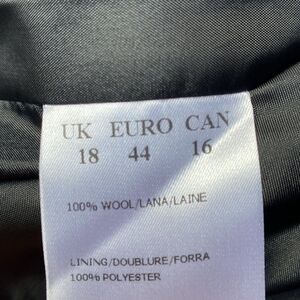 UK EURO CAN
18 44 16
100% WOOL/LANA/LAINE
LINING/DOUBLURE/FORRA
100% POLYESTER